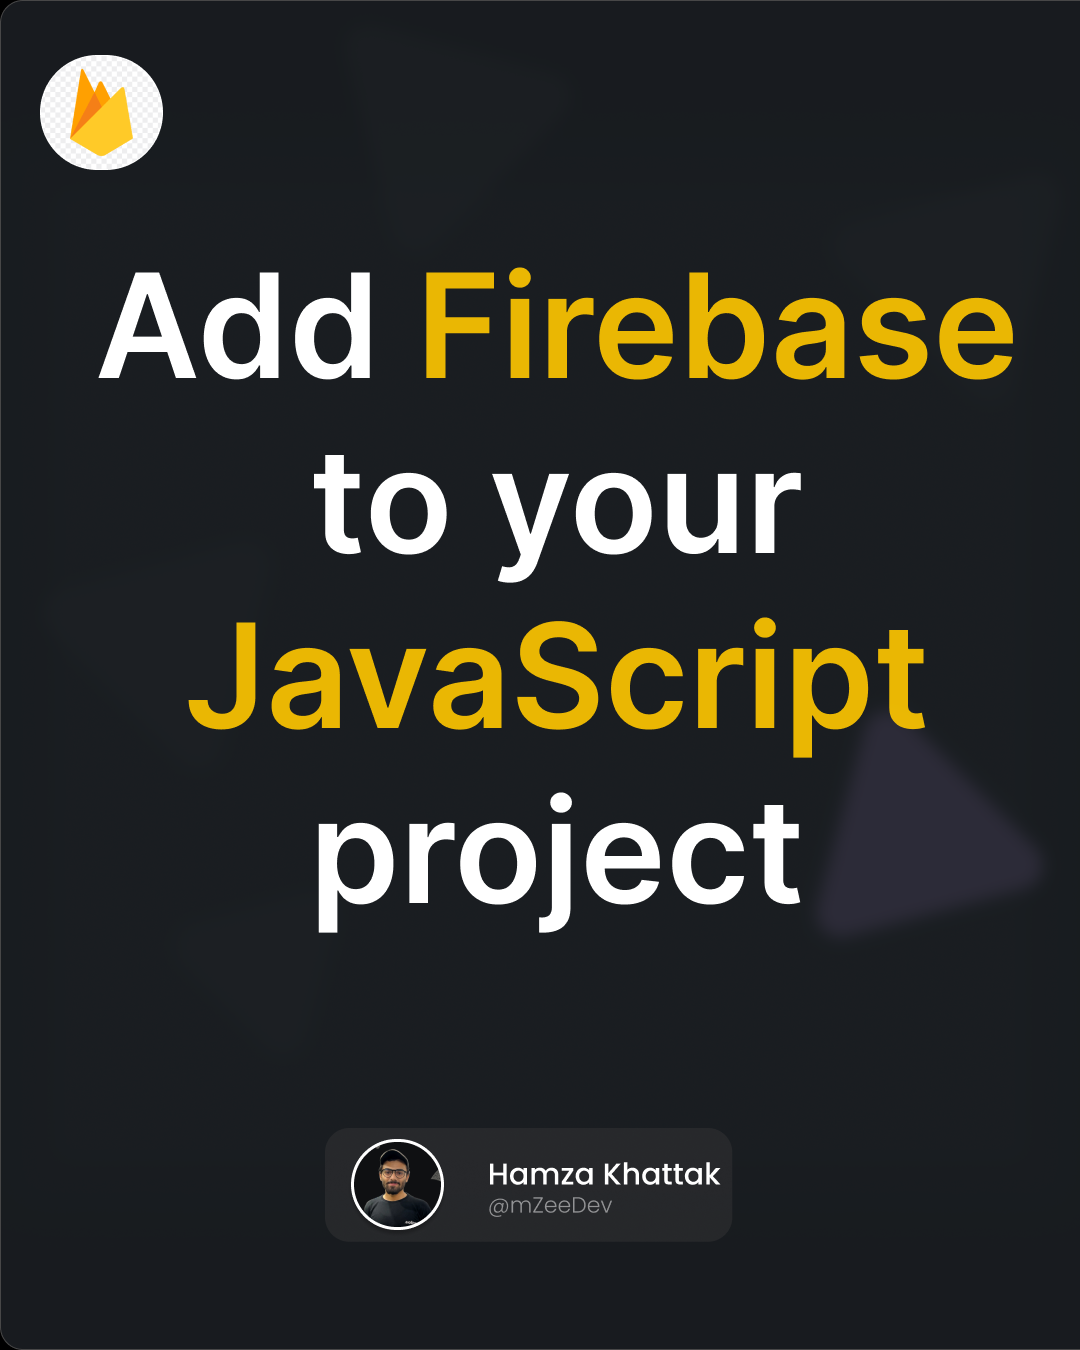 Add Firebase
to your
JavaScript
project
Hamza Khattak
@mZeeDev